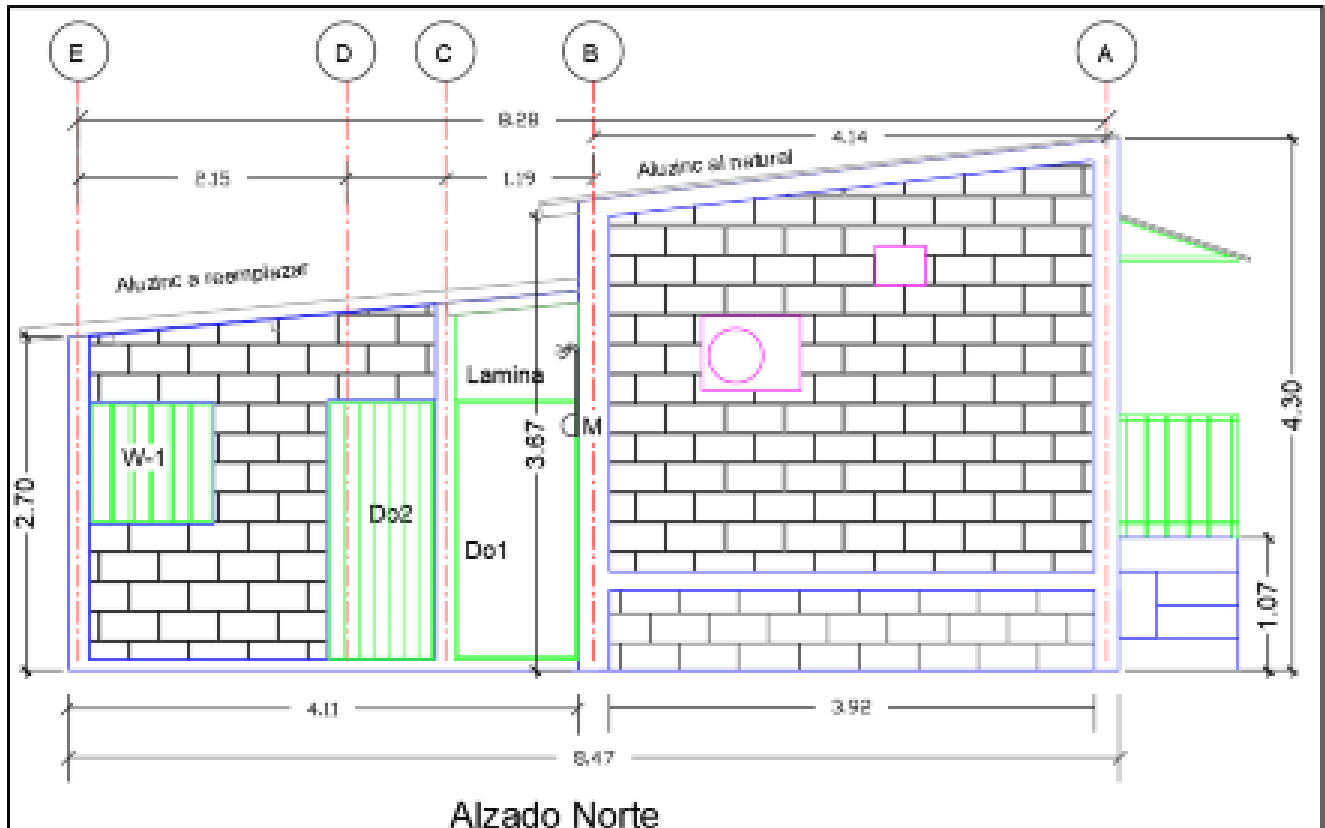 E D C B A
8.28
4.14
2.15
1.19
Aluzinc al natural
Aluzinc a reemplazar
Lamina
M
W-1
Do2
Do1
2.70
3.67
4.30
1.07
4.11
3.92
8.47
Alzado Norte